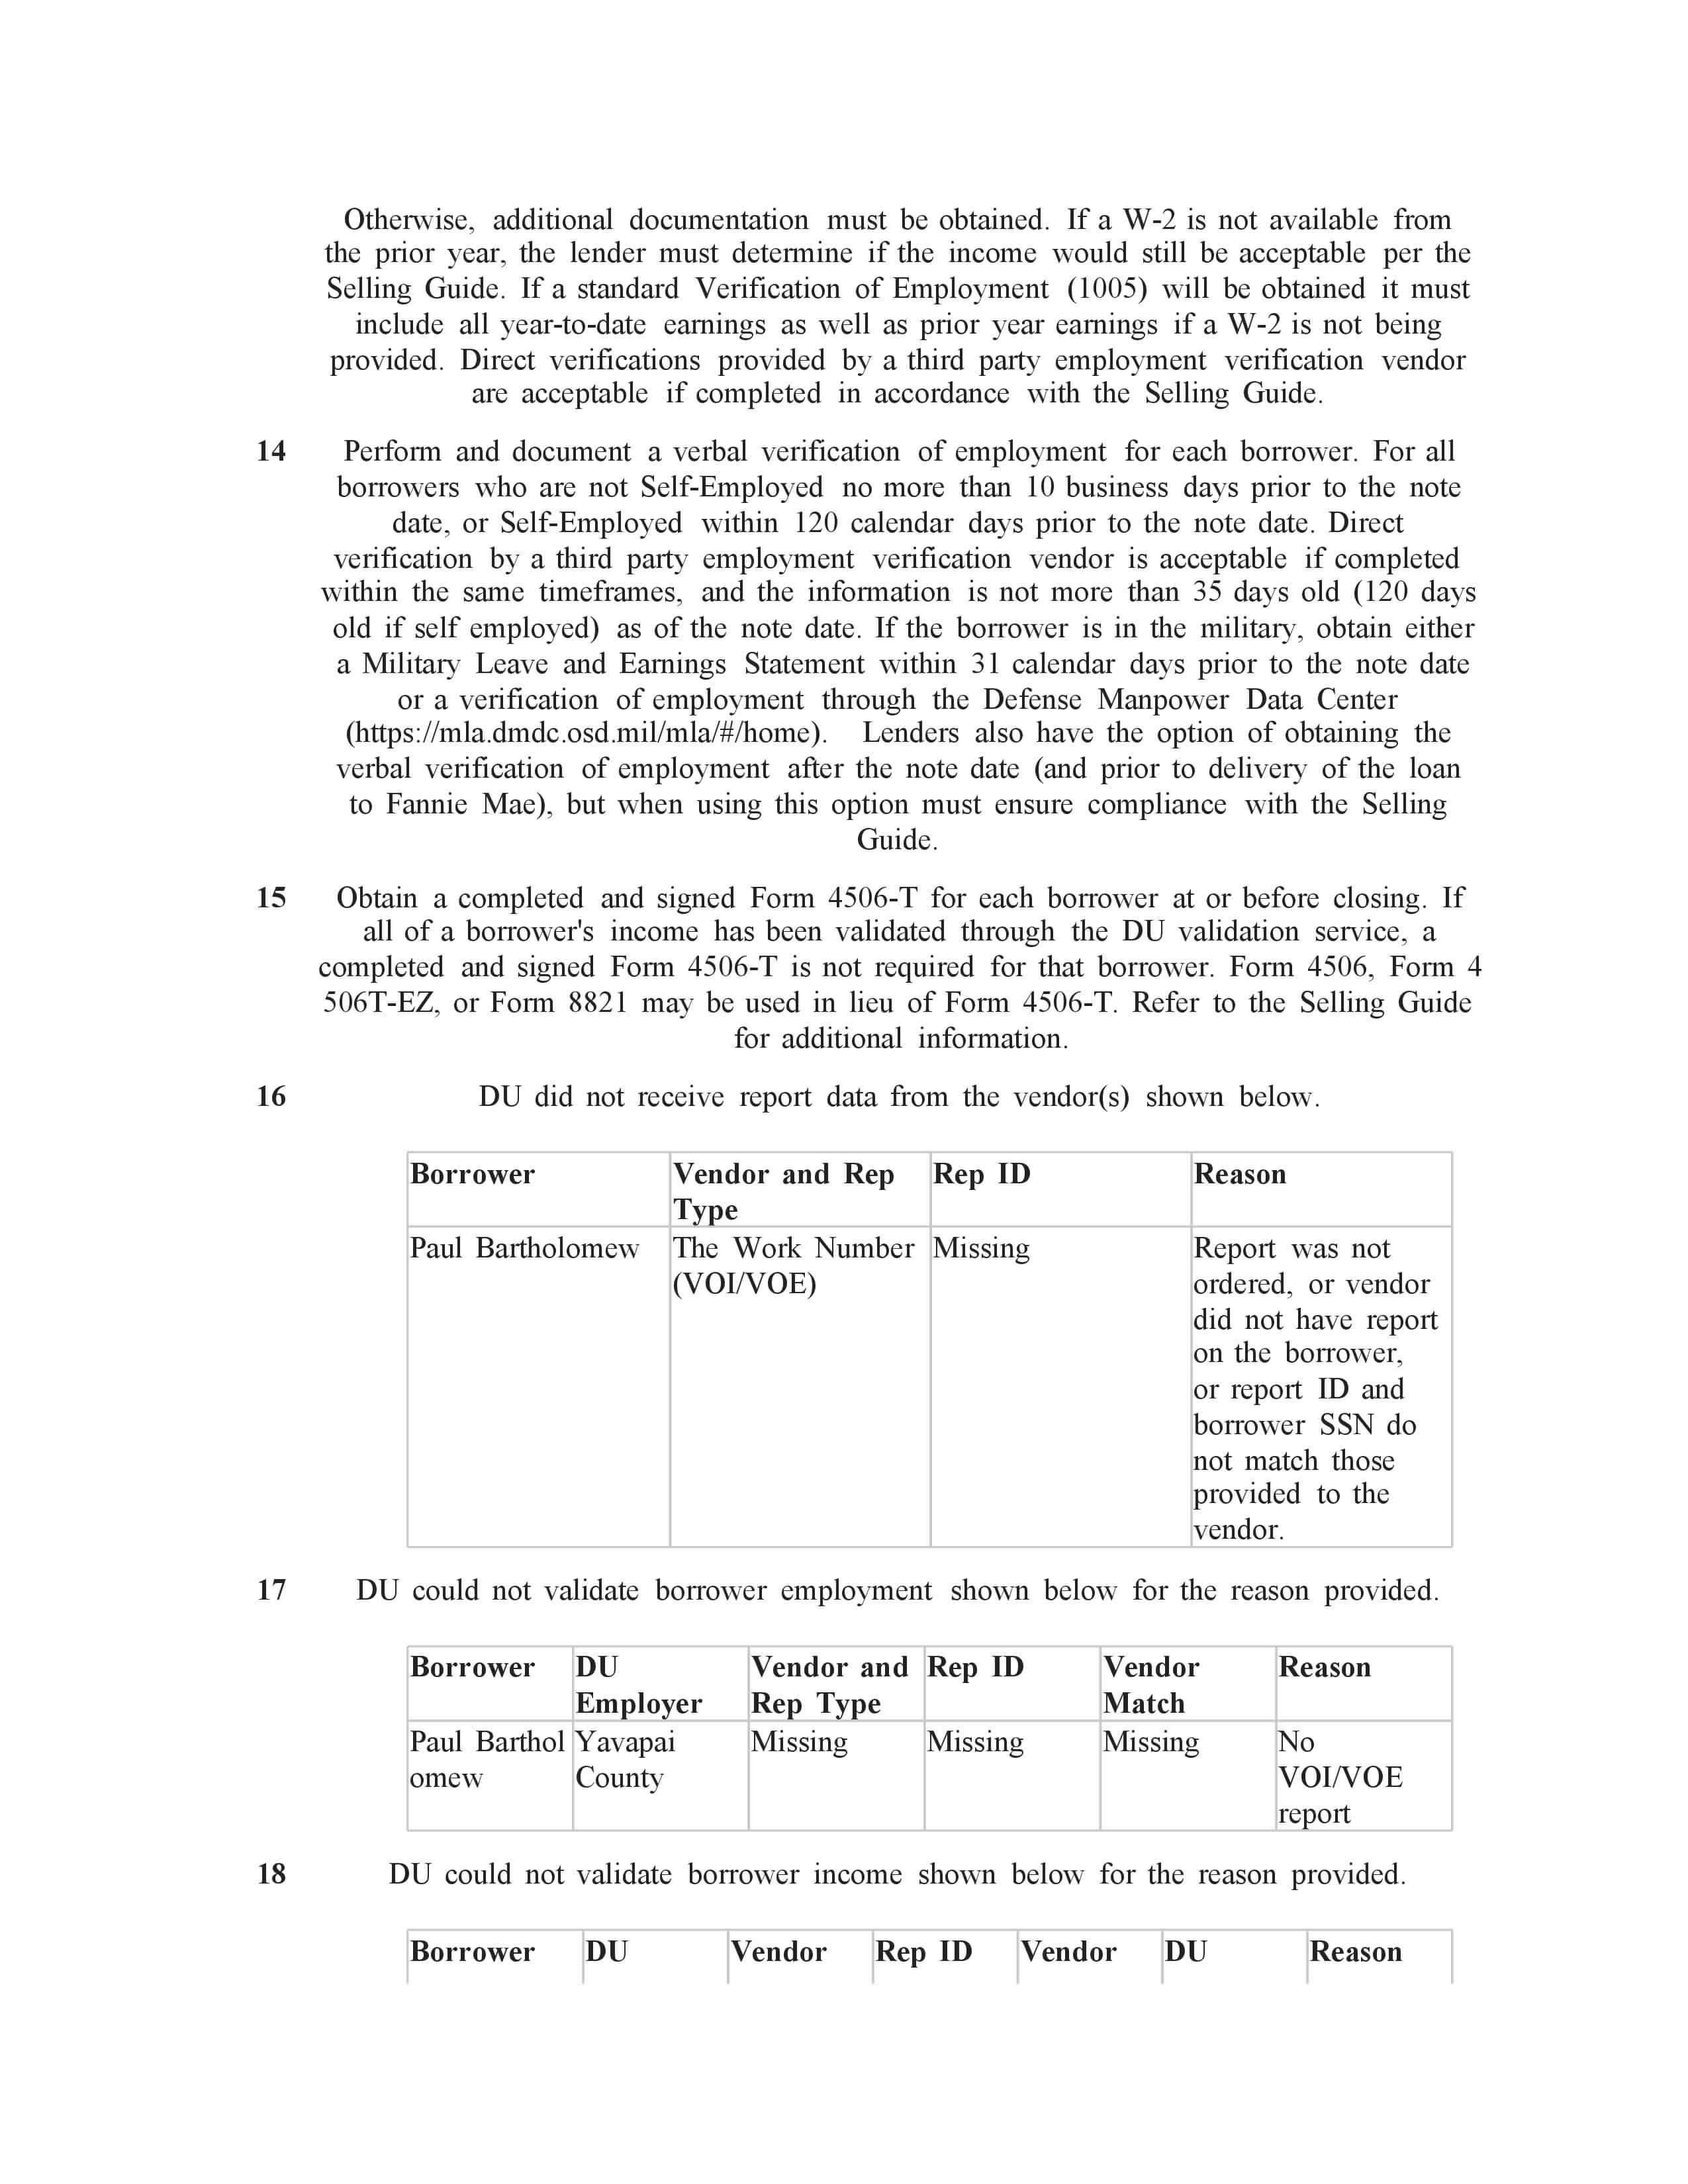 Otherwise, additional documentation must be obtained. If a W-2 is not available from
the prior year, the lender must determine if the income would still be acceptable per the
Selling Guide. If a standard Verification of Employment (1005) will be obtained it must
include all year-to-date earnings as well as prior year earnings if a W-2 is not being
provided. Direct verifications provided by a third party employment verification vendor
are acceptable if completed in accordance with the Selling Guide.
14 Perform and document a verbal verification of employment for each borrower. For all
borrowers who are not Self-Employed no more than 10 business days prior to the note
date, or Self-Employed within 120 calendar days prior to the note date. Direct
verification by a third party employment verification vendor is acceptable if completed
within the same timeframes, and the information is not more than 35 days old (120 days
old if self employed) as of the note date. If the borrower is in the military, obtain either
a Military Leave and Earnings Statement within 31 calendar days prior to the note date
or a verification of employment through the Defense Manpower Data Center
(https://mla.dmdc.osd.mil/mla/#/home). Lenders also have the option of obtaining the
verbal verification of employment after the note date (and prior to delivery of the loan
to Fannie Mae), but when using this option must ensure compliance with the Selling
Guide.
15 Obtain a completed and signed Form 4506-T for each borrower at or before closing. If
all of a borrower's income has been validated through the DU validation service, a
completed and signed Form 4506-T is not required for that borrower. Form 4506, Form 4
506T-EZ, or Form 8821 may be used in lieu of Form 4506-T. Refer to the Selling Guide
for additional information.
16 DU did not receive report data from the vendor(s) shown below.
Borrower Vendor and Rep Rep ID Reason
Type
Paul Bartholomew The Work Number Missing Report was not
(VOI/VOE) ordered, or vendor
did not have report
on the borrower,
or report ID and
borrower SSN do
not match those
provided to the
vendor.
17 DU could not validate borrower employment shown below for the reason provided.
Borrower DU Vendor and Rep ID Vendor Reason
Employer Rep Type Match
Paul Barthol Yavapai Missing Missing Missing No
omew County VOI/VOE
report
18 DU could not validate borrower income shown below for the reason provided.
Borrower DU Vendor Rep ID Vendor DU Reason